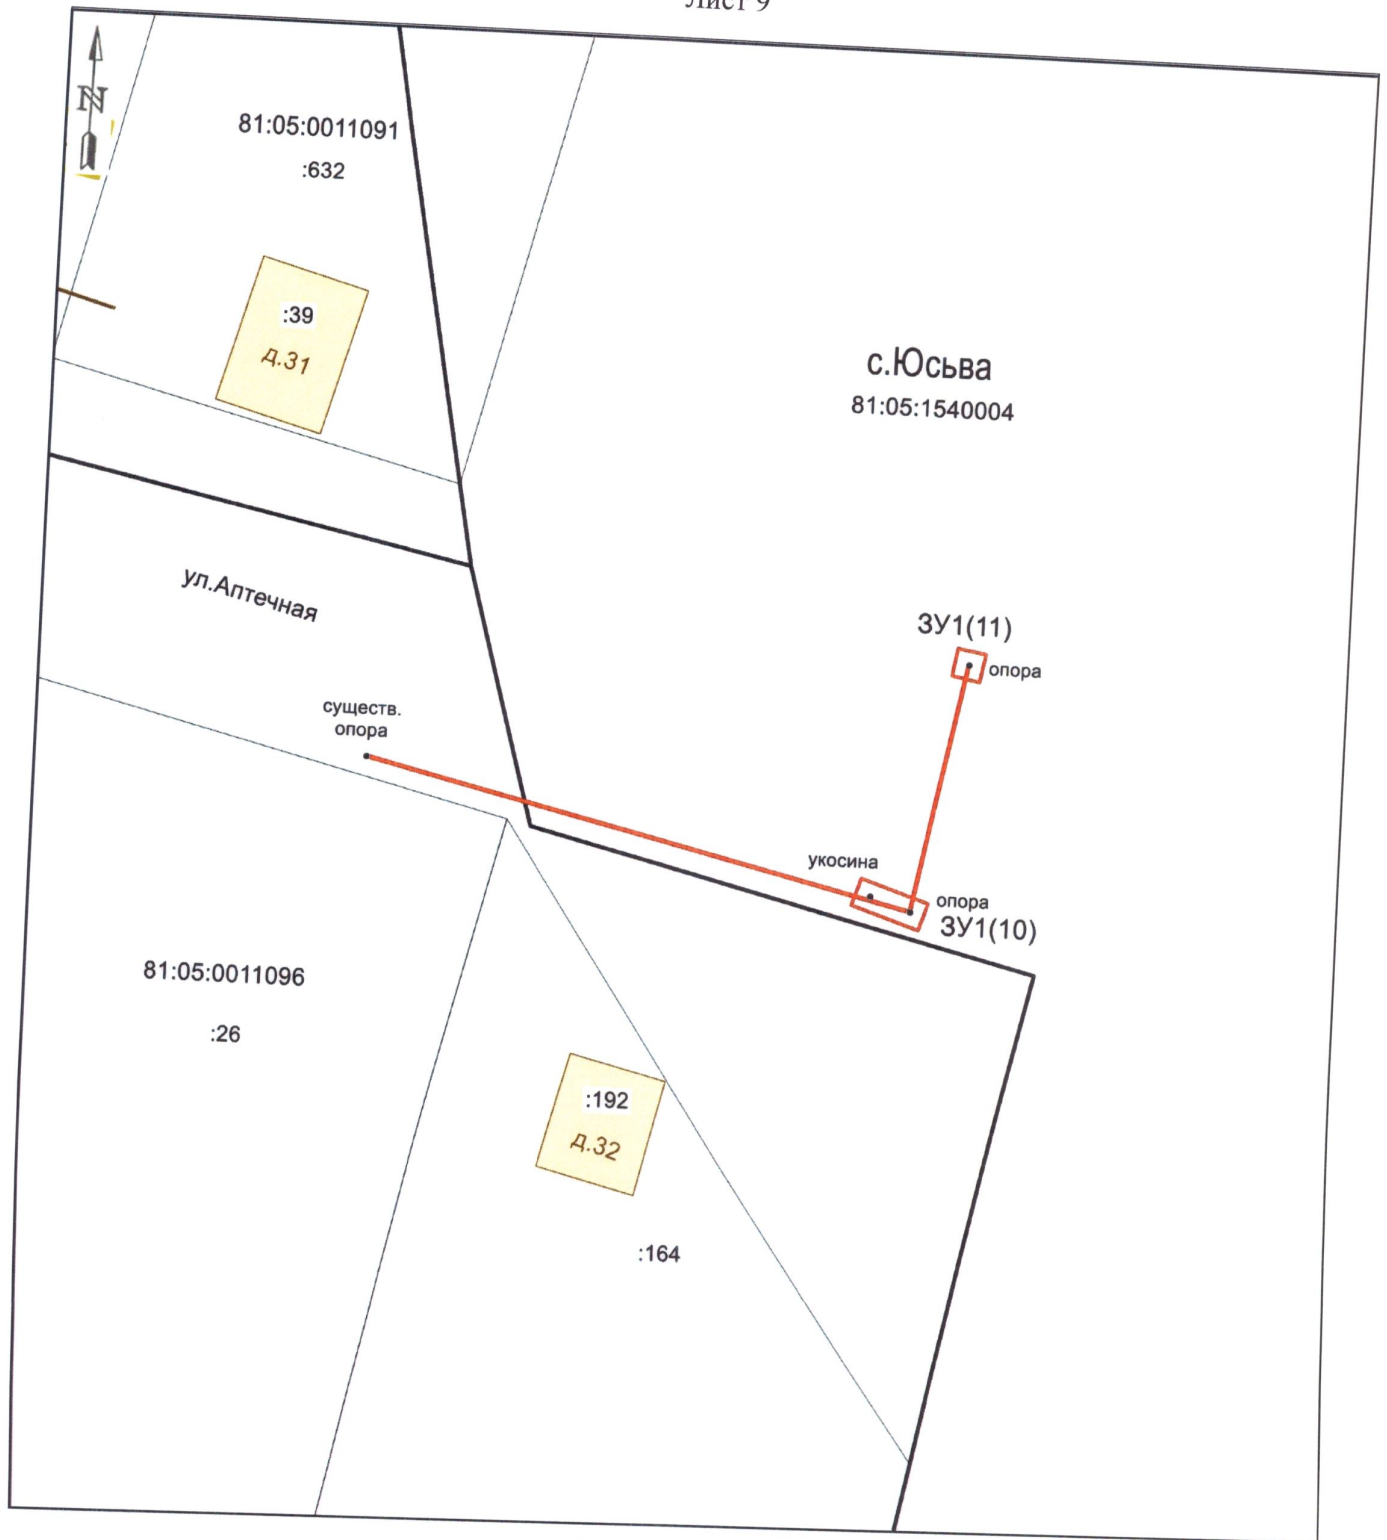 Лист 9
N
81:05:0011091
:632
:39
д.31
с.Юсьва
81:05:1540004
ул.Аптечная
ЗУ1(11)
опора
существ.
опора
укосина
опора
ЗУ1(10)
81:05:0011096
:26
:192
д.32
:164